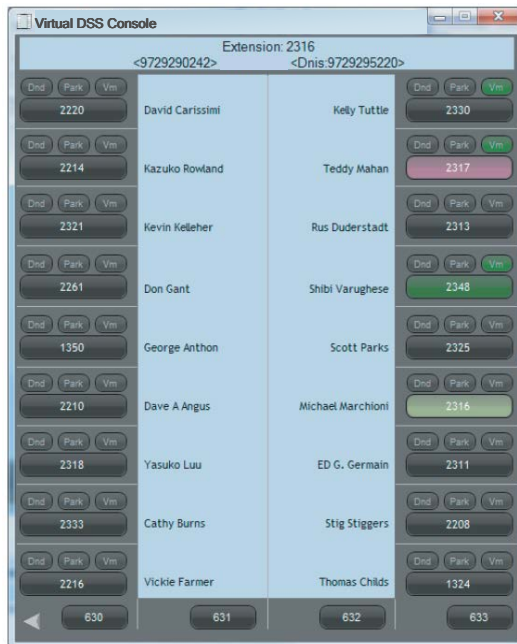 Virtual DSS Console
Extension: 2316
<9729290242> <Dnis:9729295220>
Dnd Park Vm
2220 David Carissimi
Kelly Tuttle
Dnd Park Vm
2330
Dnd Park Vm
2214 Kazuko Rowland
Teddy Mahan
Dnd Park Vm
2317
Dnd Park Vm
2321 Kevin Kelleher
Rus Duderstadt
Dnd Park Vm
2313
Dnd Park Vm
2261 Don Gant
Shibi Varughese
Dnd Park Vm
2348
Dnd Park Vm
1350 George Anthon
Scott Parks
Dnd Park Vm
2325
Dnd Park Vm
2210 Dave A Angus
Michael Marchioni
Dnd Park Vm
2316
Dnd Park Vm
2318 Yasuko Luu
ED G. Germain
Dnd Park Vm
2311
Dnd Park Vm
2333 Cathy Burns
Stig Stiggers
Dnd Park Vm
2208
Dnd Park Vm
2216 Vickie Farmer
Thomas Childs
Dnd Park Vm
1324
630 631 632 633